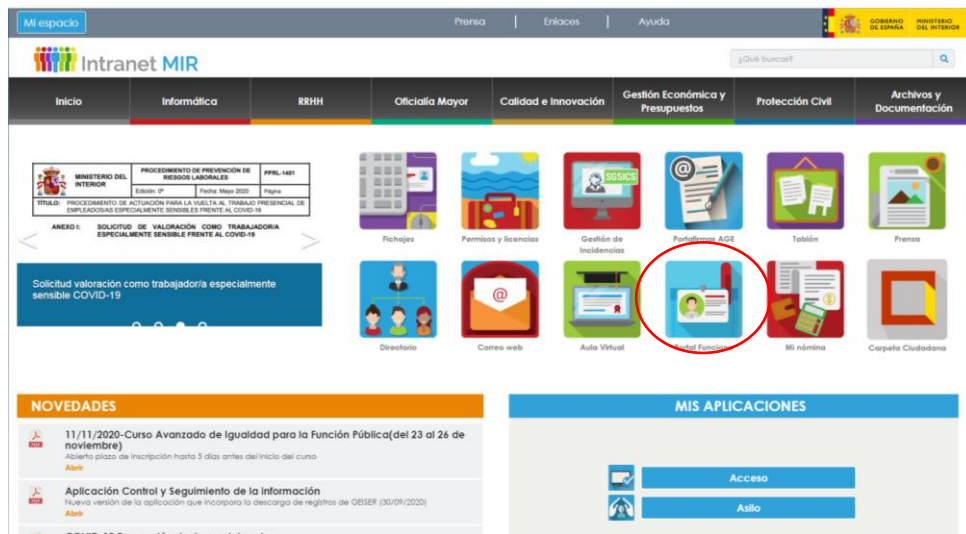 Mi espacio
Prensa | Enlaces | Ayuda
GOBIERNO DE ESPAÑA
MINISTERIO DEL INTERIOR
Intranet MIR
¿Qué buscas?
Inicio
Informática
RRHH
Oficialía Mayor
Calidad e Innovación
Gestión Económica y
Presupuestos
Protección Civil
Archivos y
Documentación
MINISTERIO DEL
INTERIOR
PROCEDIMIENTO DE PREVENCIÓN DE
RIESGOS LABORALES
PPRL-1401
Edición: 0ª
Fecha: Mayo 2020
Página
TÍTULO: PROCEDIMIENTO DE ACTUACIÓN PARA LA VUELTA AL TRABAJO PRESENCIAL DE
EMPLEADOS/AS ESPECIALMENTE SENSIBLES FRENTE AL COVID-19
ANEXO I: SOLICITUD DE VALORACIÓN COMO TRABAJADOR/A
ESPECIALMENTE SENSIBLE FRENTE AL COVID-19
Solicitud valoración como trabajador/a especialmente
sensible COVID-19
SGSICS
Fichajes
Permisos y licencias
Gestión de
Incidencias
Portafirmas AGE
Tablón
Prensa
Directorio
Correo web
Aula Virtual
Portal Funciona
Mi nómina
Carpeta Ciudadana
NOVEDADES
11/11/2020-Curso Avanzado de Igualdad para la Función Pública(del 23 al 26 de
noviembre)
Abierto plazo de inscripción hasta 5 días antes del inicio del curso
Abrir
Aplicación Control y Seguimiento de la información
Nueva versión de la aplicación que incorpora la descarga de registros de GEISER (30/09/2020)
Abrir
MIS APLICACIONES
Acceso
Asilo